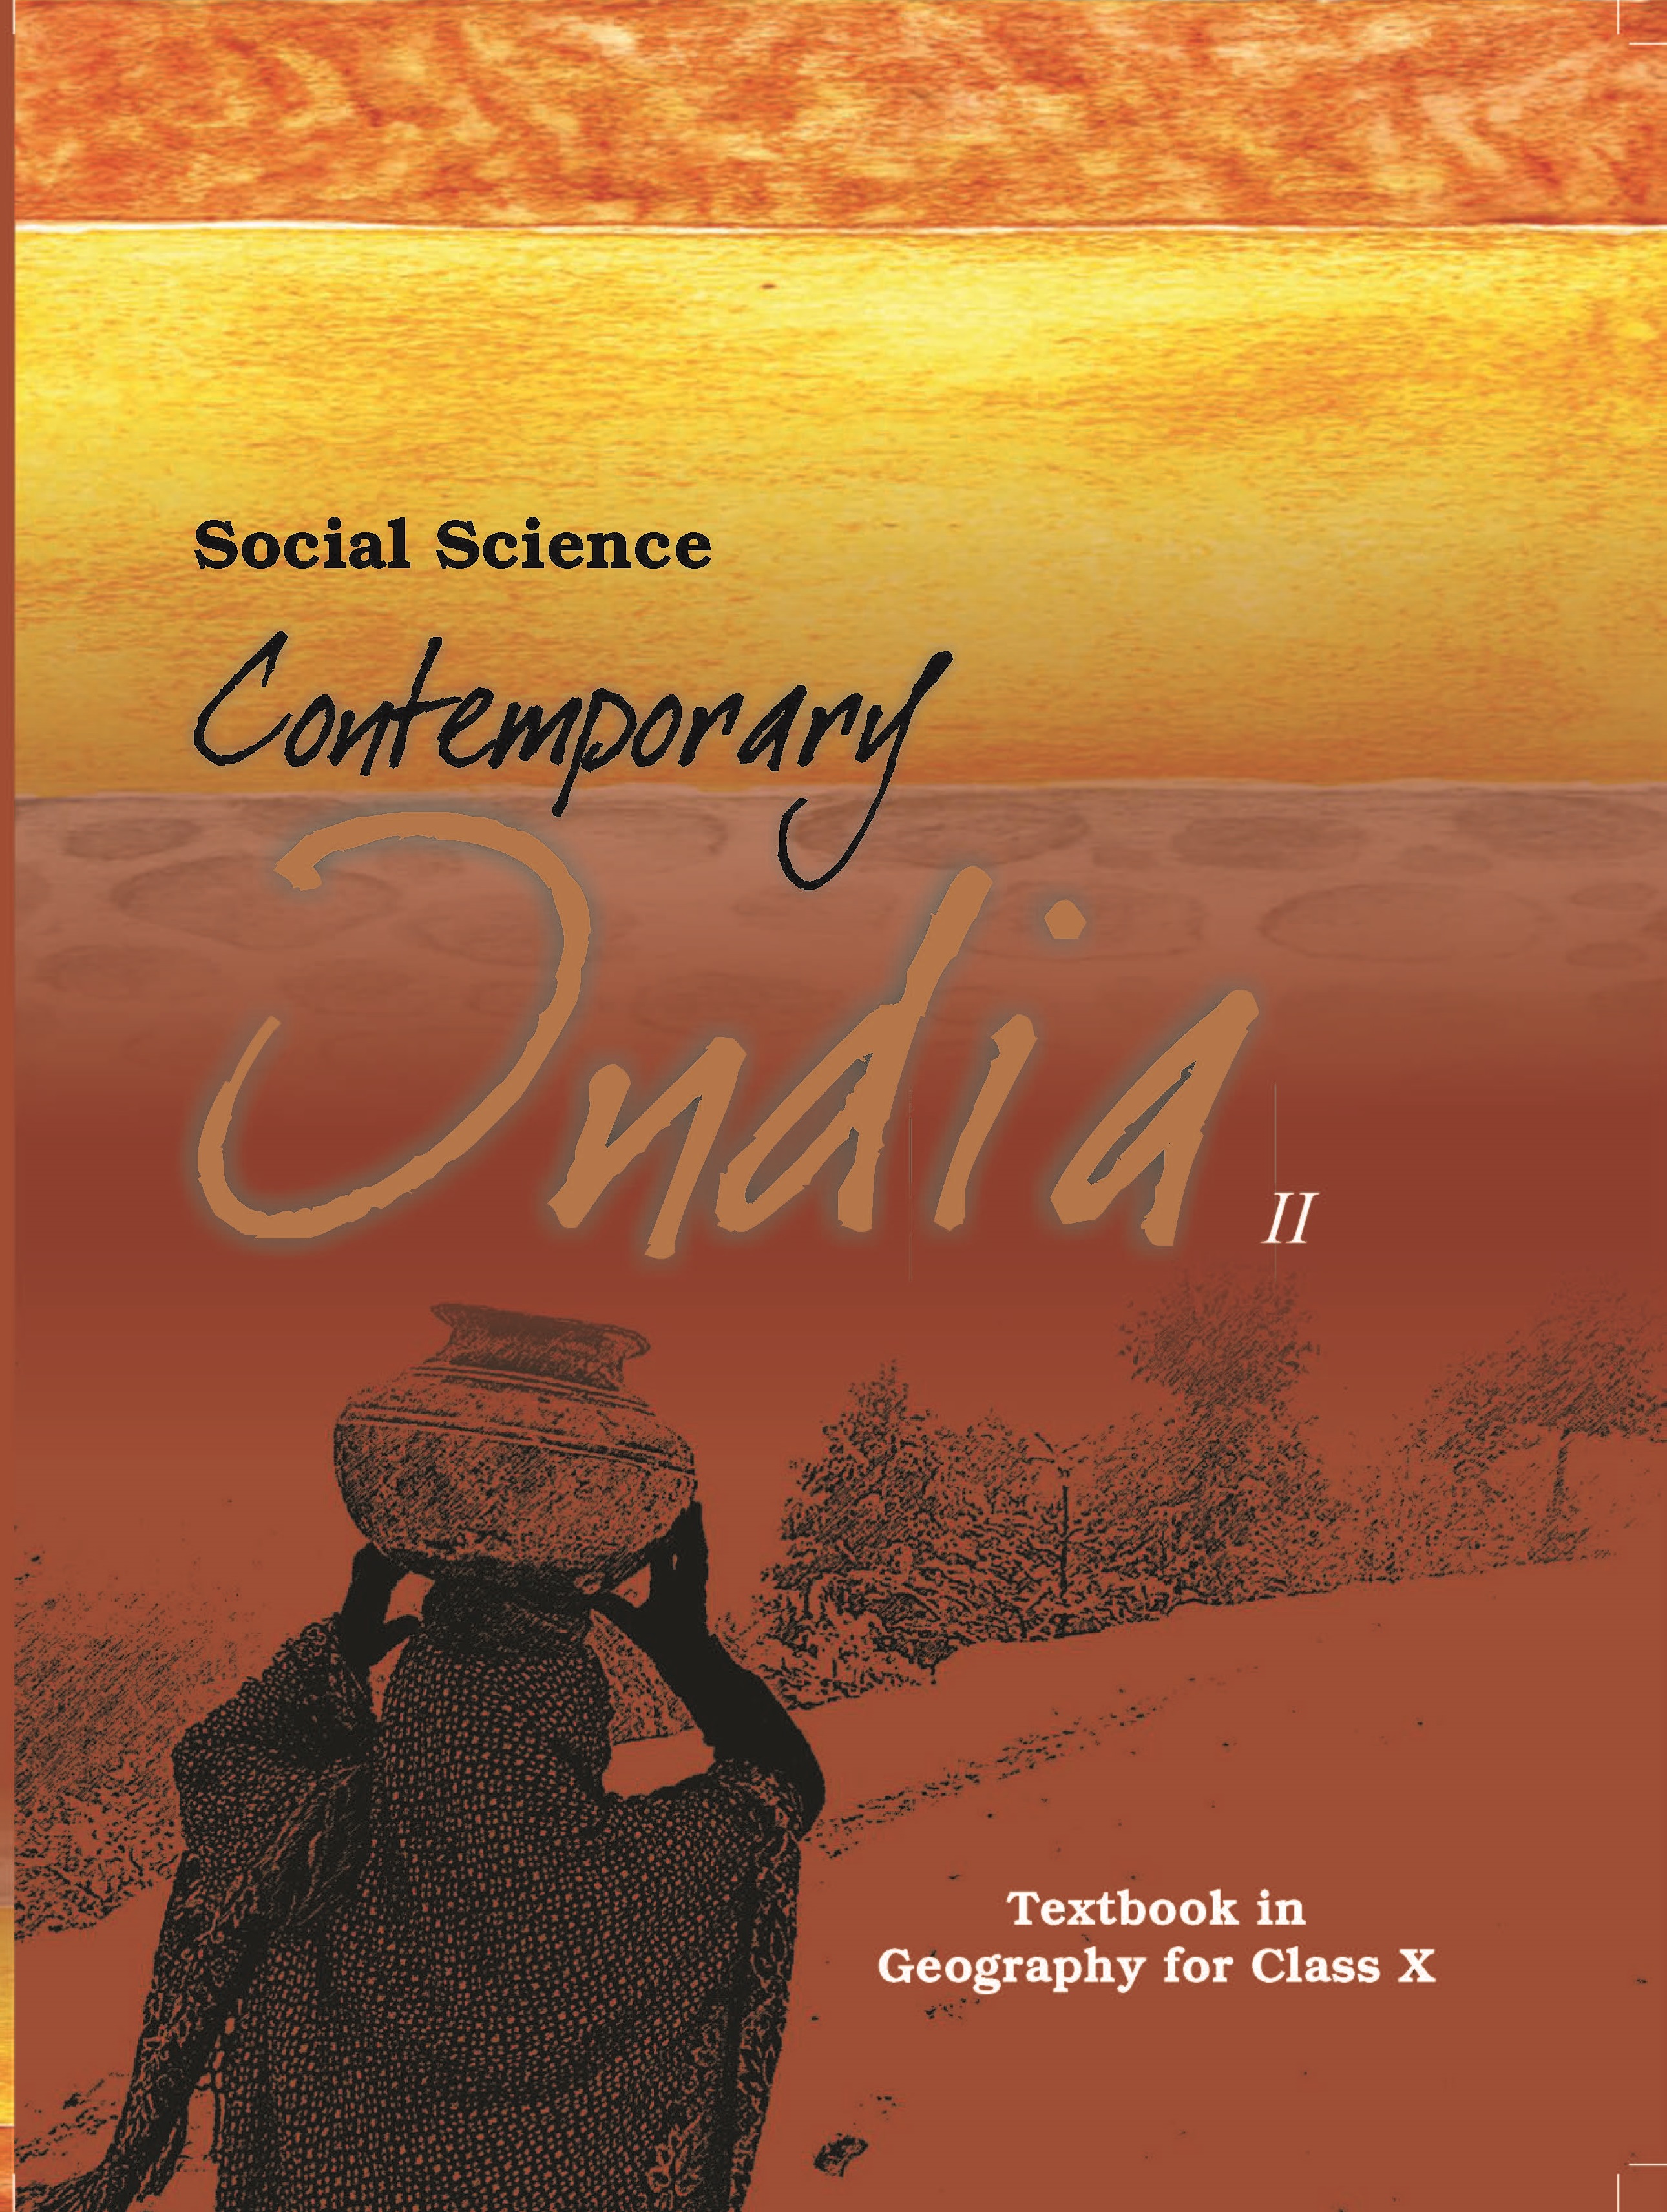 Social Science
Contemporary
India
II
Textbook in
Geography for Class X